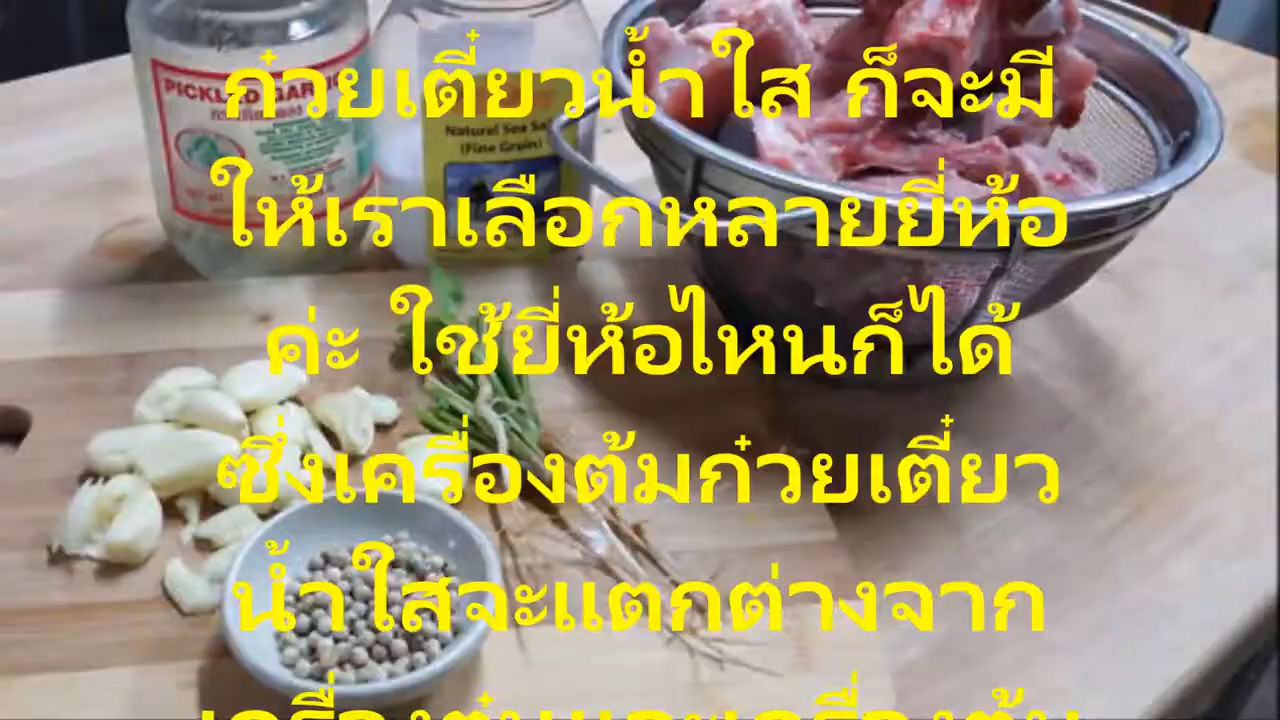 PICKLED GARLIC
Natural Sea Salt
(Fine Grain)
ก๋วยเตี๋ยวน้ำใส ก็จะมี
ให้เราเลือกหลายยี่ห้อ
ค่ะ ใช้ยี่ห้อไหนก็ได้
ซึ่งเครื่องต้มก๋วยเตี๋ยว
น้ำใสจะแตกต่างจาก